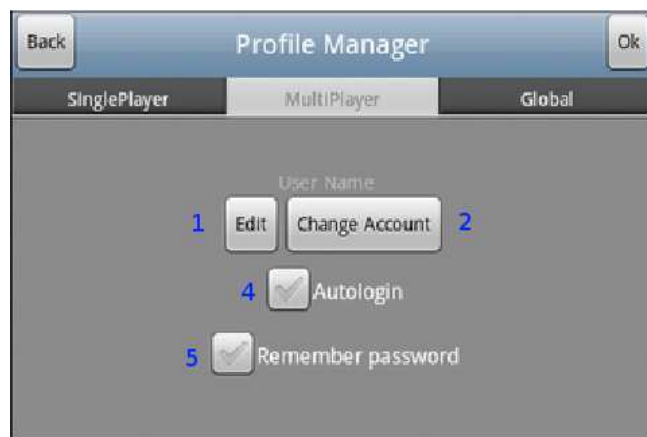 Back Profile Manager Ok
SinglePlayer MultiPlayer Global
User Name
1 Edit Change Account 2
4 Autologin
5 Remember password